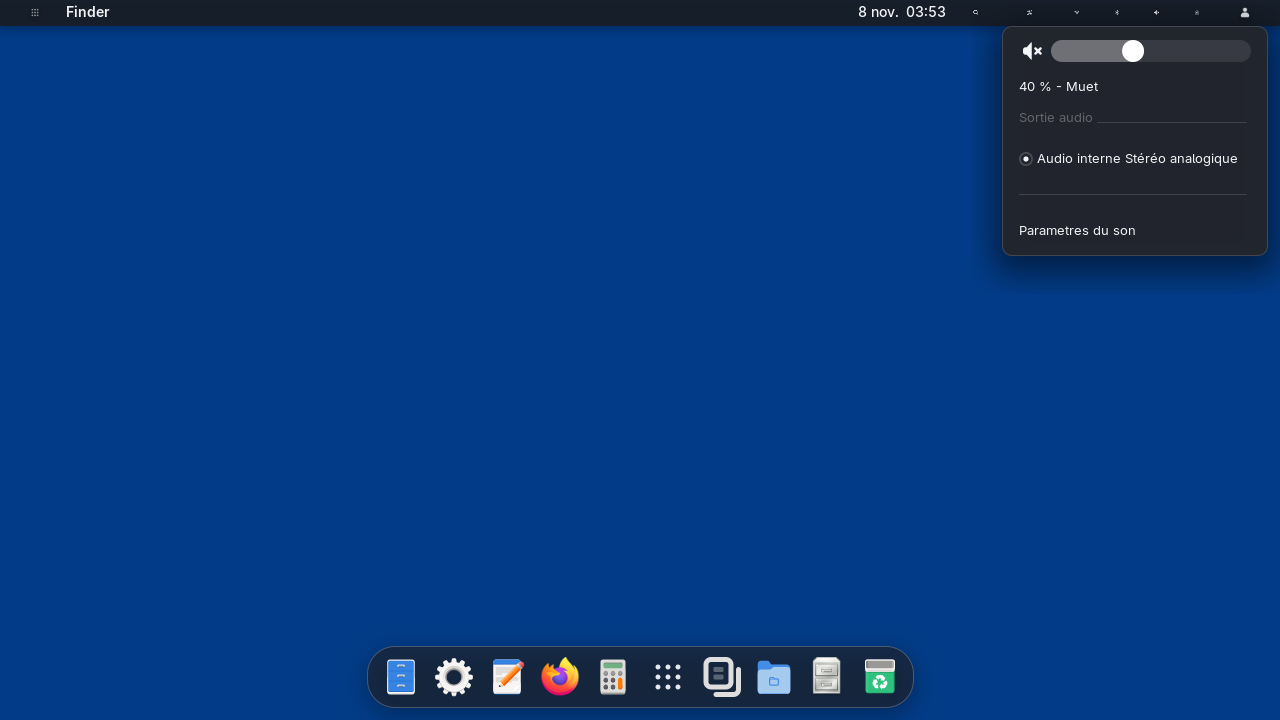 Finder
8 nov.  03:53
40 % - Muet
Sortie audio
Audio interne Stéréo analogique
Parametres du son